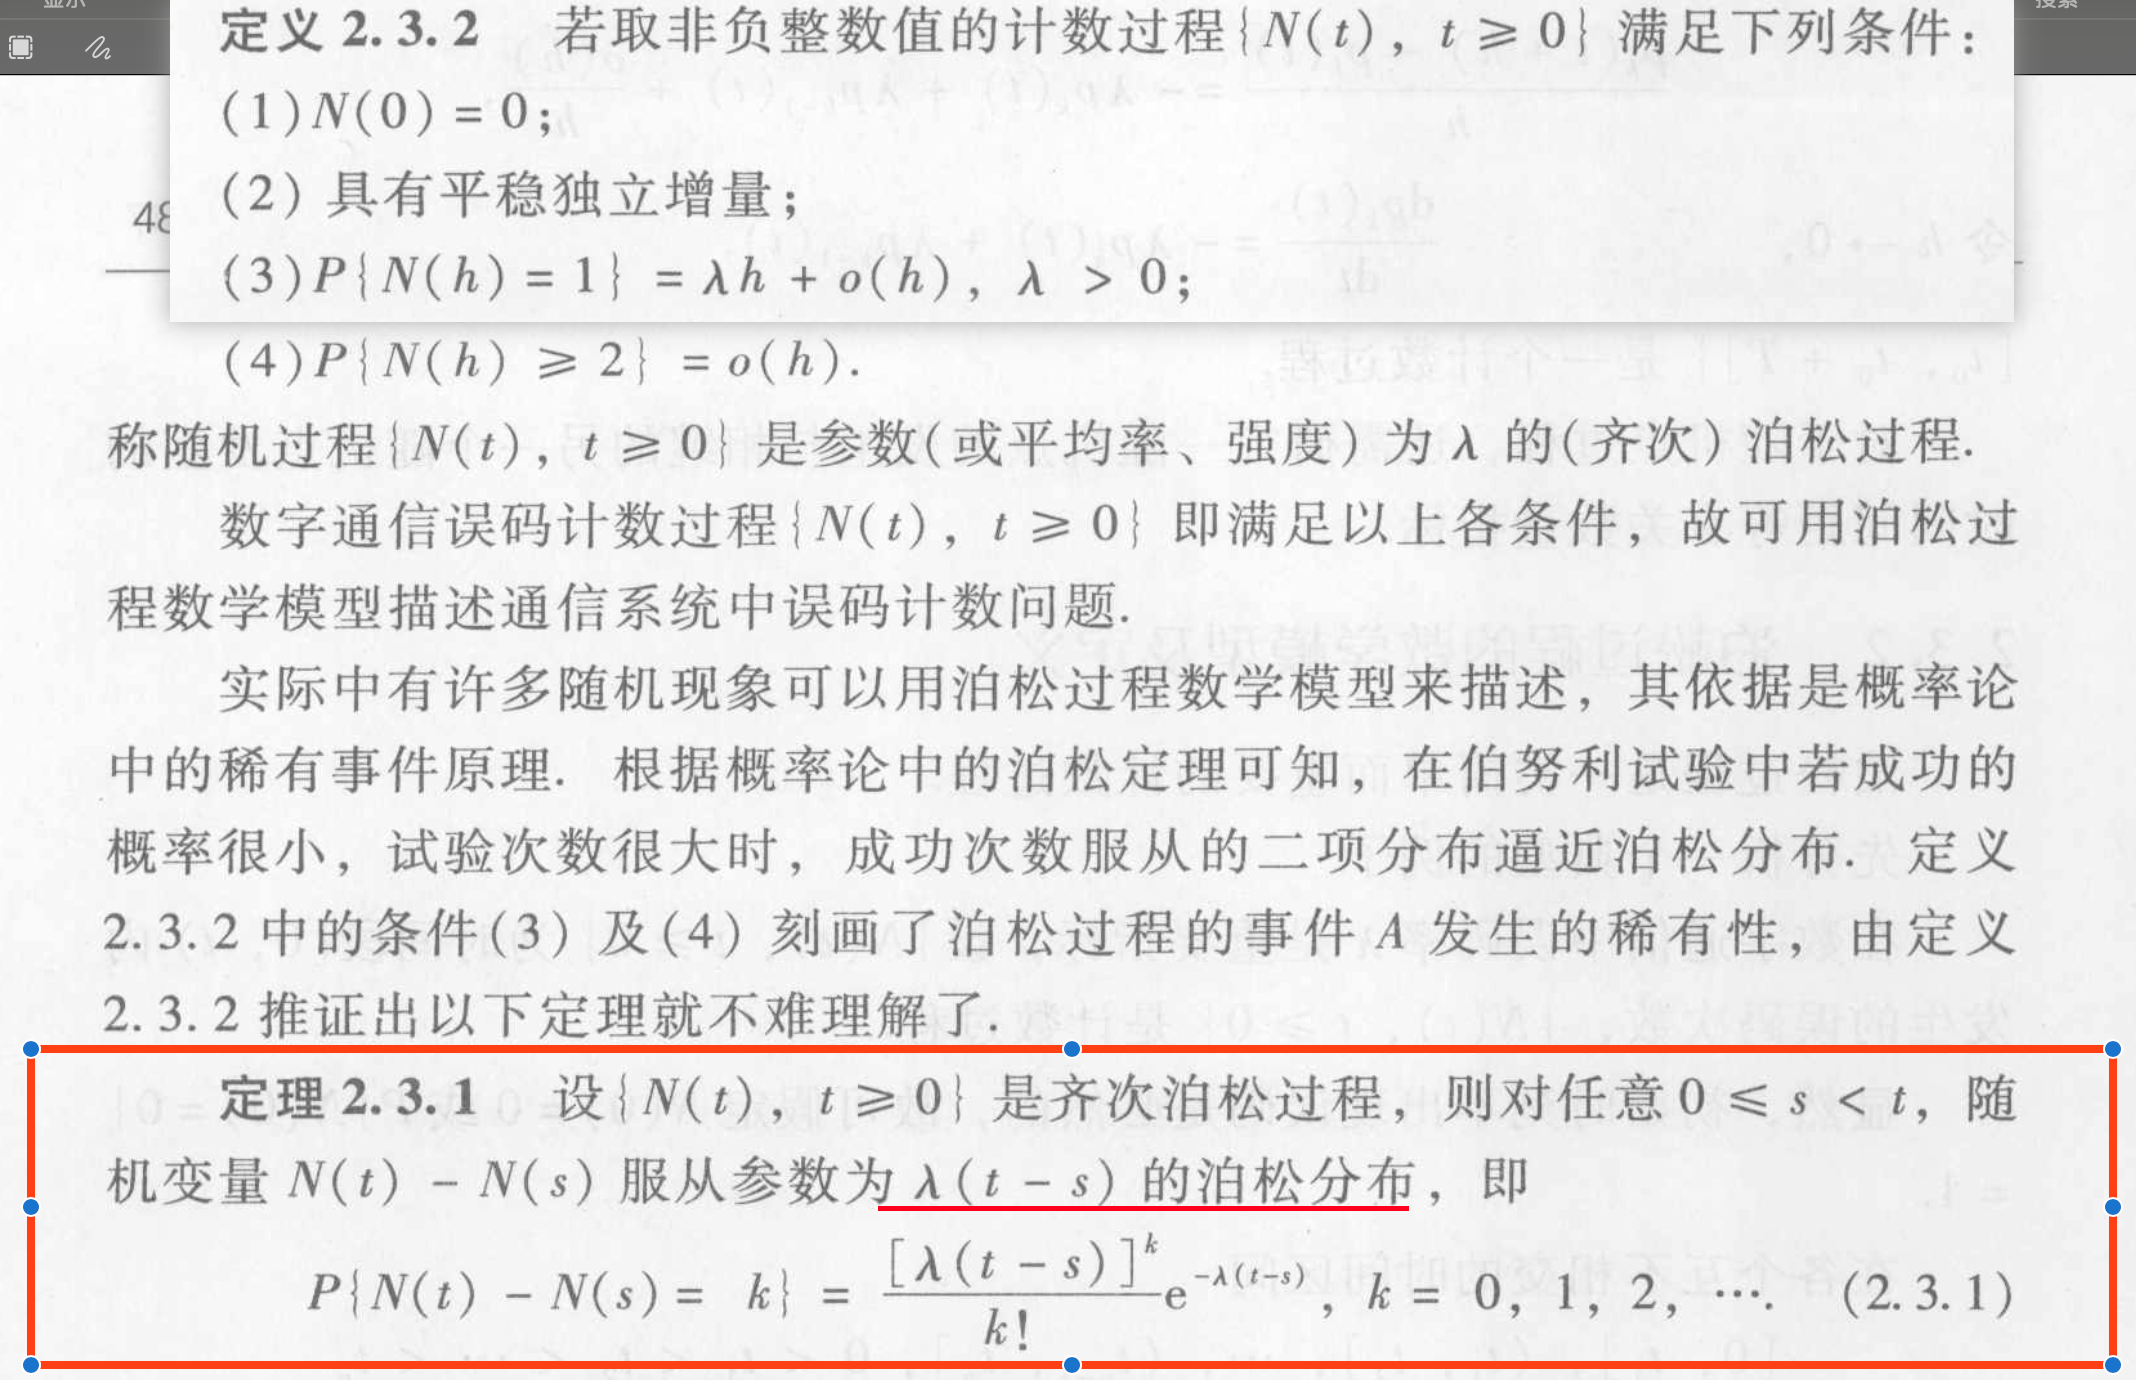 显示
搜索
定义 2.3.2 若取非负整数值的计数过程{N(t), t ≥ 0} 满足下列条件:
(1)N(0) = 0;
(2) 具有平稳独立增量;
(3)P{N(h) = 1} = λh + o(h), λ > 0;
48
(4)P{N(h) ≥ 2} = o(h).
称随机过程{N(t), t ≥ 0} 是参数(或平均率、强度) 为 λ 的(齐次) 泊松过程.
数字通信误码计数过程{N(t), t ≥ 0} 即满足以上各条件, 故可用泊松过
程数学模型描述通信系统中误码计数问题.
实际中有许多随机现象可以用泊松过程数学模型来描述, 其依据是概率论
中的稀有事件原理. 根据概率论中的泊松定理可知, 在伯努利试验中若成功的
概率很小, 试验次数很大时, 成功次数服从的二项分布逼近泊松分布. 定义
2.3.2 中的条件(3) 及(4) 刻画了泊松过程的事件 A 发生的稀有性, 由定义
2.3.2 推证出以下定理就不难理解了.
定理 2.3.1 设{N(t), t ≥ 0} 是齐次泊松过程, 则对任意 0 ≤ s < t, 随
机变量 N(t) - N(s) 服从参数为 λ(t - s) 的泊松分布, 即
P{N(t) - N(s) = k} = \frac{[λ(t - s)]^k}{k!} e^{-λ(t-s)}, k = 0, 1, 2, ⋯. (2.3.1)